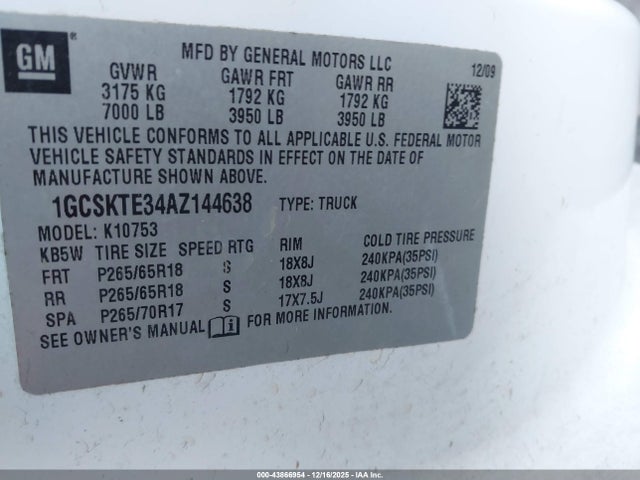 GM
MFD BY GENERAL MOTORS LLC
GVWR GAWR FRT GAWR RR 12/09
3175 KG 1792 KG 1792 KG
7000 LB 3950 LB 3950 LB
THIS VEHICLE CONFORMS TO ALL APPLICABLE U.S. FEDERAL MOTOR
VEHICLE SAFETY STANDARDS IN EFFECT ON THE DATE OF
MANUFACTURE SHOWN ABOVE.
1GCSKTE34AZ144638 TYPE: TRUCK
MODEL: K10753
KB5W TIRE SIZE SPEED RTG RIM COLD TIRE PRESSURE
FRT P265/65R18 S 18X8J 240KPA(35PSI)
RR P265/65R18 S 18X8J 240KPA(35PSI)
SPA P265/70R17 S 17X7.5J 240KPA(35PSI)
SEE OWNER'S MANUAL FOR MORE INFORMATION.
000-43866954 - 12/16/2025 - IAAI.COM